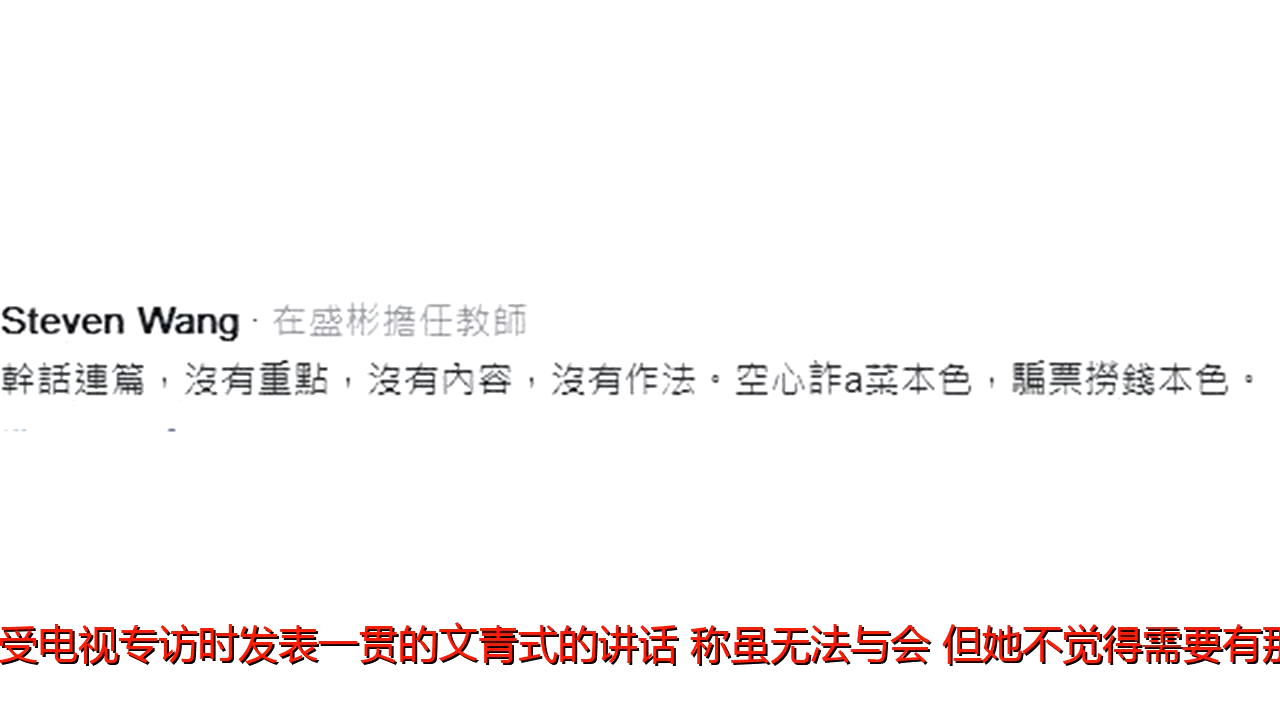 Steven Wang · 在盛彬擔任教師
幹話連篇，沒有重點，沒有內容，沒有作法。空心詐a菜本色，騙票撈錢本色。
受电视专访时发表一贯的文青式的讲话 称虽无法与会 但她不觉得需要有